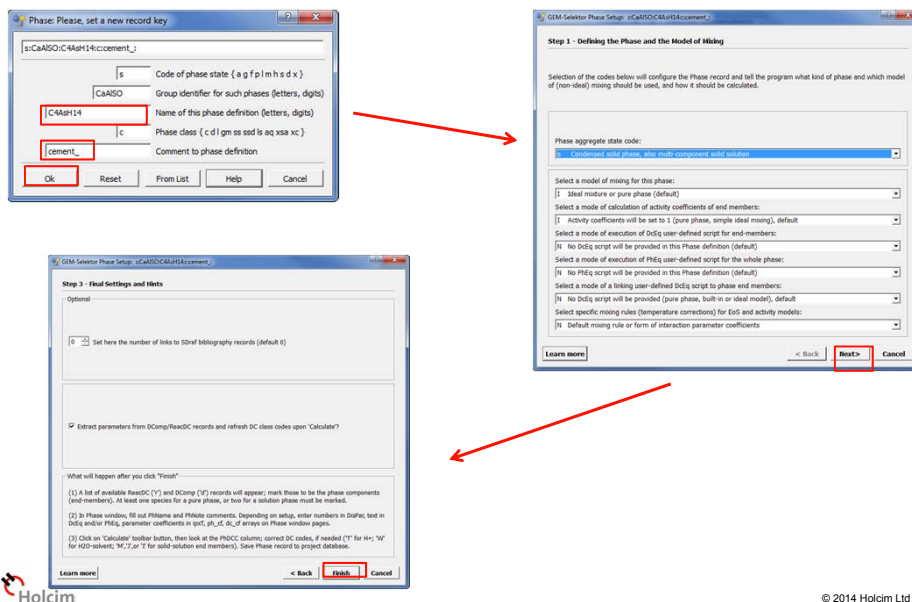 Phase: Please, set a new record key
s:CaAlSO:C4AsH14:c:cement_:
s Code of phase state { a g f p l m h s d x }
CaAlSO Group identifier for such phases (letters, digits)
C4AsH14 Name of this phase definition (letters, digits)
c Phase class { c d l gm ss ssd ls aq xsa xc }
cement_ Comment to phase definition
Ok Reset From List Help Cancel
GEM-Selektor Phase Setup: s:CaAlSO:C4AsH14:c:cement_:
Step 1 - Defining the Phase and the Model of Mixing
Selection of the codes below will configure the Phase record and tell the program what kind of phase and which model
of (non-ideal) mixing should be used, and how it should be calculated.
Phase aggregate state code:
s Condensed solid phase, also multi-component solid solution
Select a model of mixing for this phase:
I Ideal mixture or pure phase (default)
Select a mode of calculation of activity coefficients of end members:
I Activity coefficients will be set to 1 (pure phase, simple ideal mixing), default
Select a mode of execution of DcEq user-defined script for end-members:
N No DcEq script will be provided in this Phase definition (default)
Select a mode of execution of PhEq user-defined script for the whole phase:
N No PhEq script will be provided in this Phase definition (default)
Select a mode of a linking user-defined DcEq script to phase end members:
N No DcEq script will be provided (pure phase, built-in or ideal model), default
Select specific mixing rules (temperature corrections) for EoS and activity models:
N Default mixing rule or form of interaction parameter coefficients
Learn more < Back Next> Cancel
GEM-Selektor Phase Setup: s:CaAlSO:C4AsH14:c:cement_:
Step 3 - Final Settings and Hints
Optional
0 Set here the number of links to SDref bibliography records (default 0)
Extract parameters from DComp/ReacDC records and refresh DC class codes upon 'Calculate'?
What will happen after you click "Finish"
(1) A list of available ReacDC ('r') and DComp ('d') records will appear; mark those to be the phase components
(end-members). At least one species for a pure phase, or two for a solution phase must be marked.
(2) In Phase window, fill out PhName and PhNote comments. Depending on setup, enter numbers in DisPar, text in
DcEq and/or PhEq, parameter coefficients in ipxT, ph_cf, dc_cf arrays on Phase window pages.
(3) Click on 'Calculate' toolbar button, then look at the PhDCC column; correct DC codes, if needed ('T' for H+; 'W'
for H2O-solvent; 'M','J',or 'I' for solid-solution end members). Save Phase record to project database.
Learn more < Back Finish Cancel
Holcim
© 2014 Holcim Ltd